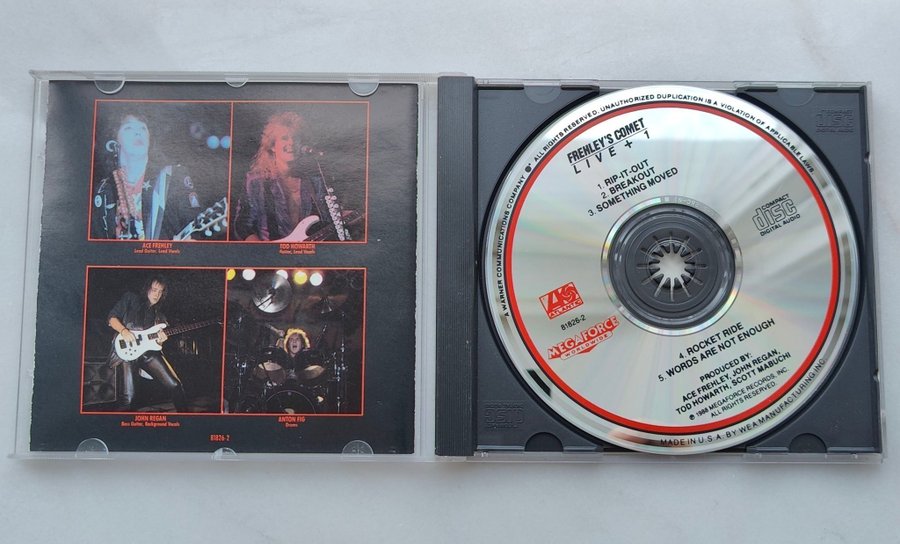 ACE FREHLEY
Lead Guitar, Lead Vocals
TOD HOWARTH
Guitar, Lead Vocals
JOHN REGAN
Bass Guitar, Background Vocals
ANTON FIG
Drums
81826-2
A WARNER COMMUNICATIONS COMPANY. ℗ ALL RIGHTS RESERVED. UNAUTHORIZED DUPLICATION IS A VIOLATION OF APPLICABLE LAWS.
FREHLEY'S COMET
LIVE + 1
1. RIP-IT-OUT
2. BREAKOUT
3. SOMETHING MOVED
COMPACT
disc
DIGITAL AUDIO
ATLANTIC
81826-2
MEGAFORCE
WORLDWIDE
4. ROCKET RIDE
5. WORDS ARE NOT ENOUGH
PRODUCED BY:
ACE FREHLEY, JOHN REGAN,
TOD HOWARTH, SCOTT MABUCHI
℗ 1988 MEGAFORCE RECORDS, INC.
ALL RIGHTS RESERVED.
MADE IN U.S.A. BY WEA MANUFACTURING INC.
DIGITAL AUDIO